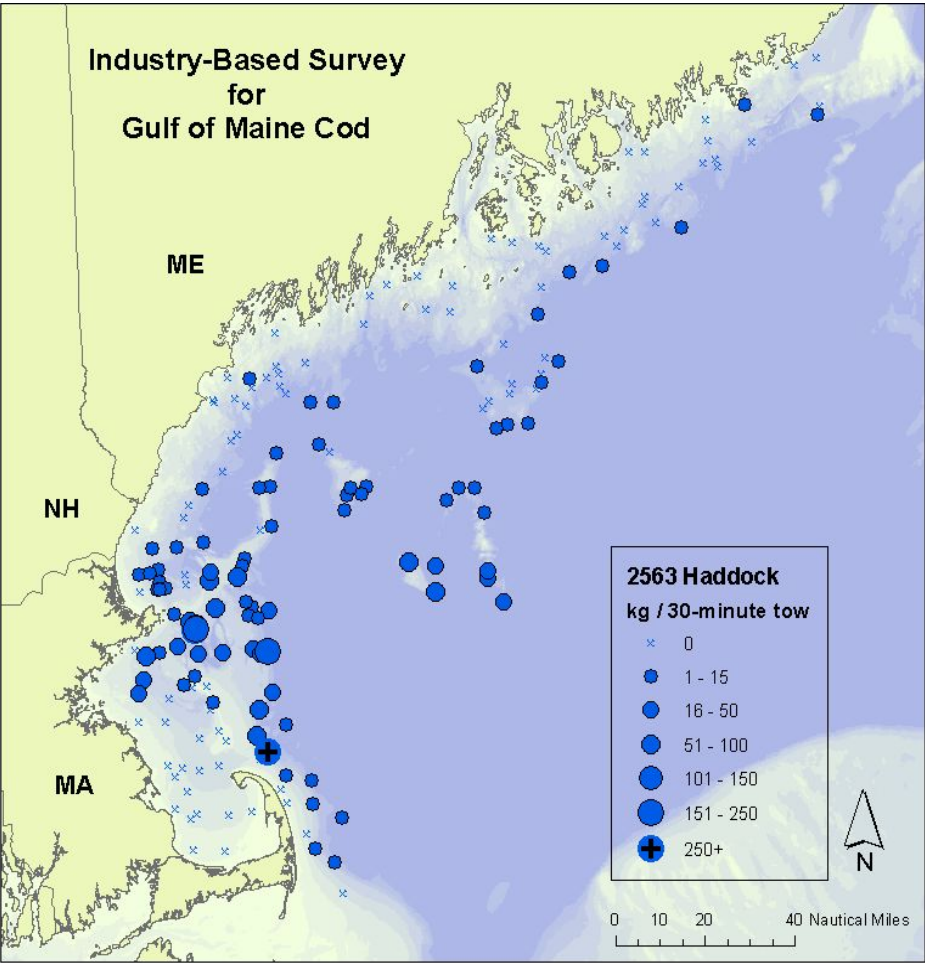 Industry-Based Survey
for
Gulf of Maine Cod
ME
NH
MA
2563 Haddock
kg / 30-minute tow
0
1 - 15
16 - 50
51 - 100
101 - 150
151 - 250
250+
N
0 10 20 40 Nautical Miles